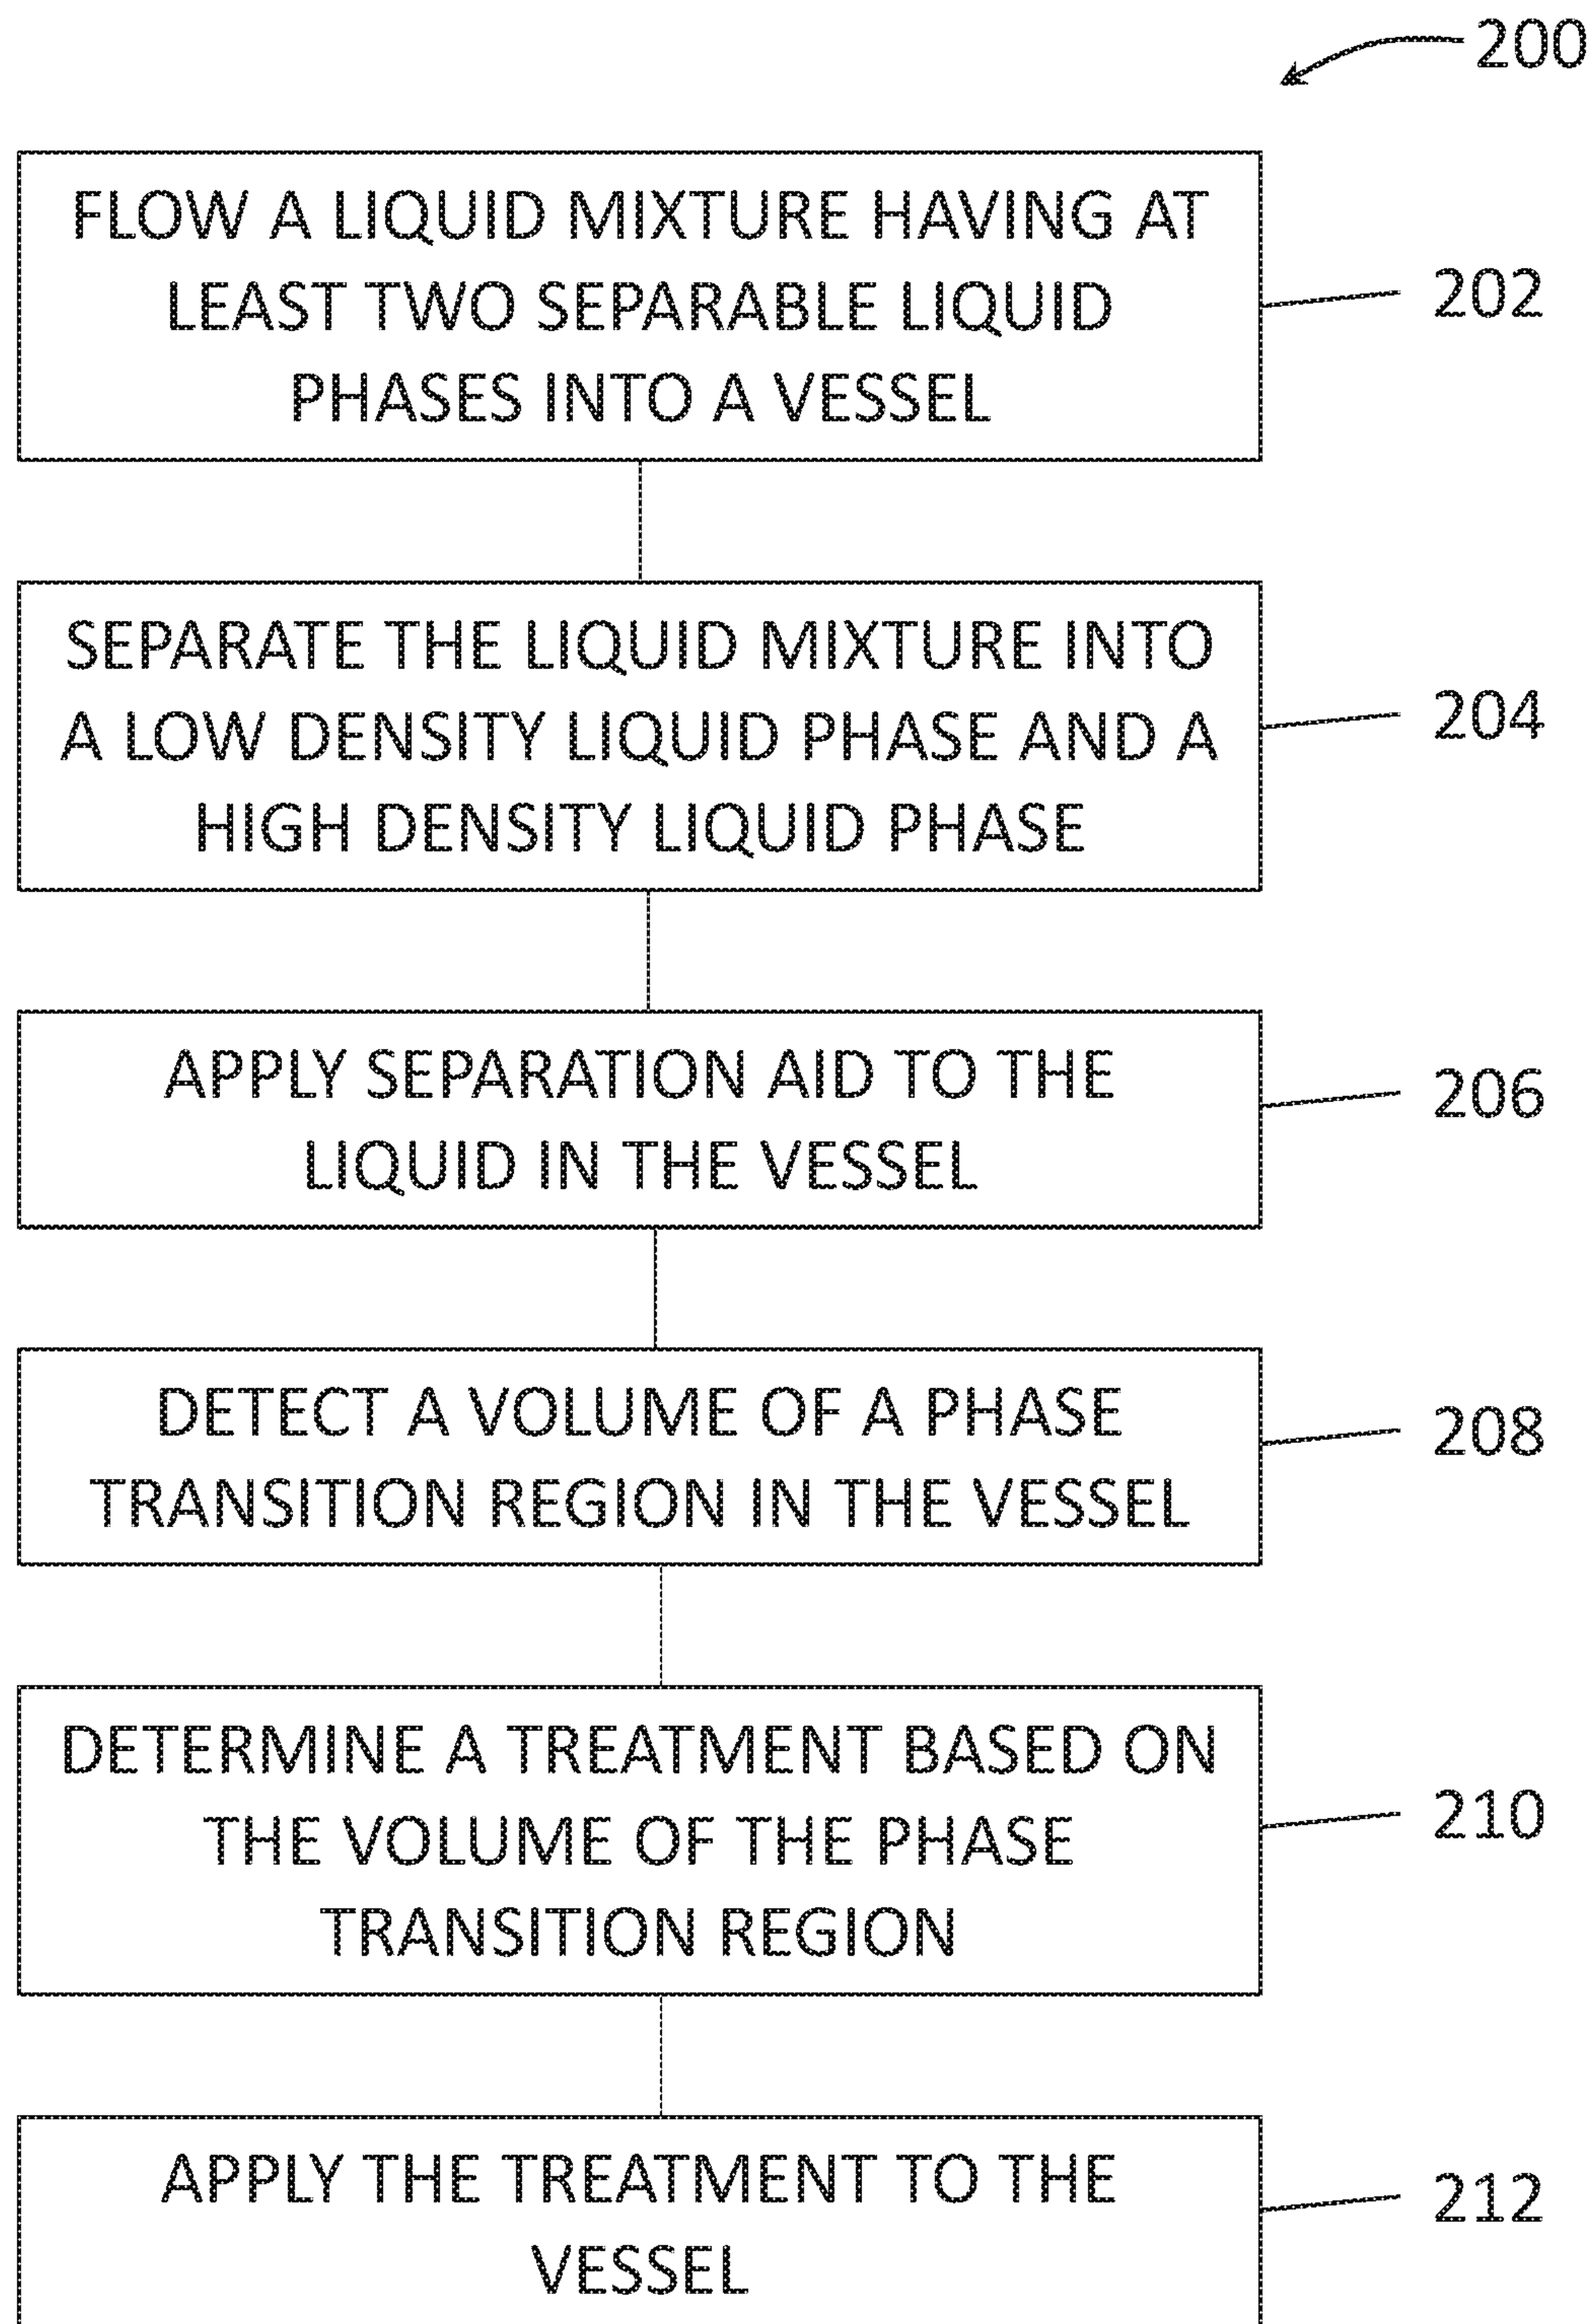 200
FLOW A LIQUID MIXTURE HAVING AT
LEAST TWO SEPARABLE LIQUID
PHASES INTO A VESSEL
202
SEPARATE THE LIQUID MIXTURE INTO
A LOW DENSITY LIQUID PHASE AND A
HIGH DENSITY LIQUID PHASE
204
APPLY SEPARATION AID TO THE
LIQUID IN THE VESSEL
206
DETECT A VOLUME OF A PHASE
TRANSITION REGION IN THE VESSEL
208
DETERMINE A TREATMENT BASED ON
THE VOLUME OF THE PHASE
TRANSITION REGION
210
APPLY THE TREATMENT TO THE
VESSEL
212